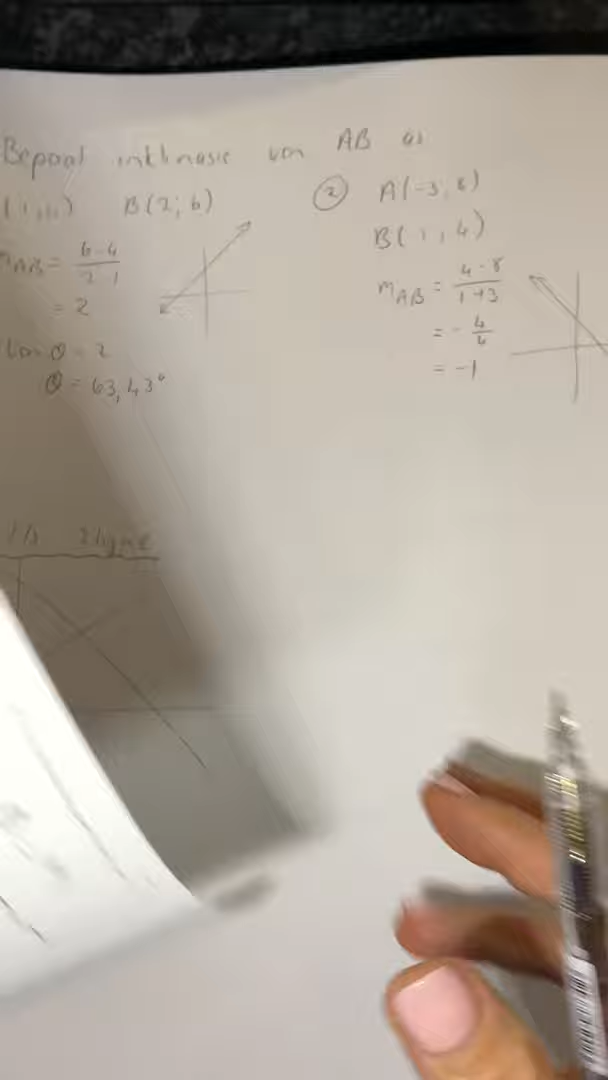 Bepaal inklinasie van AB as
B(2; 6)
mAB = 6-4 / 2-1
= 2
tan θ = 2
θ = 63,43°
② A(-3; 8)
B(1; 4)
mAB = 4-8 / 1+3
= - 4/4
= -1